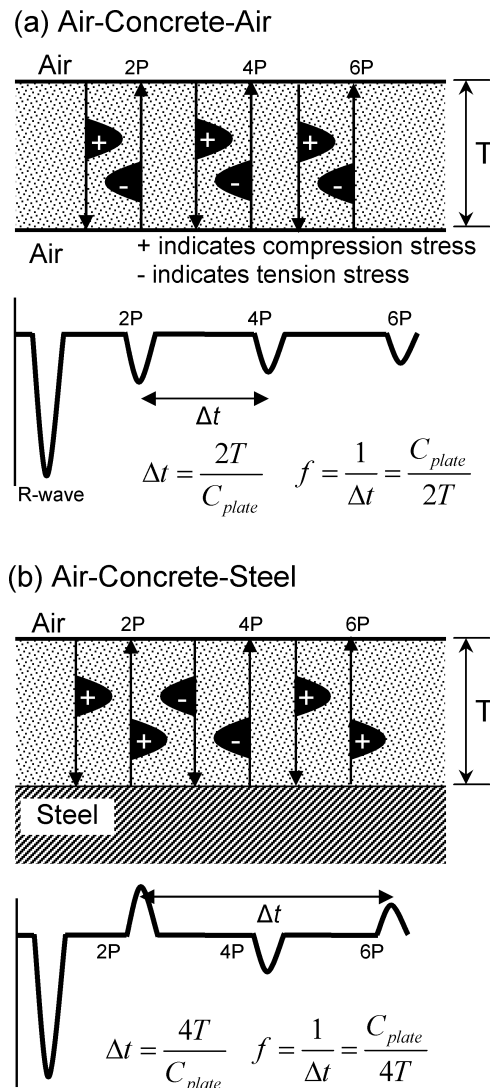 (a) Air-Concrete-Air
Air 2P 4P 6P
+ + +
T
- - -
Air
+ indicates compression stress
- indicates tension stress
2P 4P 6P
Δt
R-wave
Δt = 2T / C_plate f = 1 / Δt = C_plate / 2T
(b) Air-Concrete-Steel
Air 2P 4P 6P
+ - +
T
+ - +
Steel
Δt
2P 4P 6P
Δt = 4T / C_plate f = 1 / Δt = C_plate / 4T